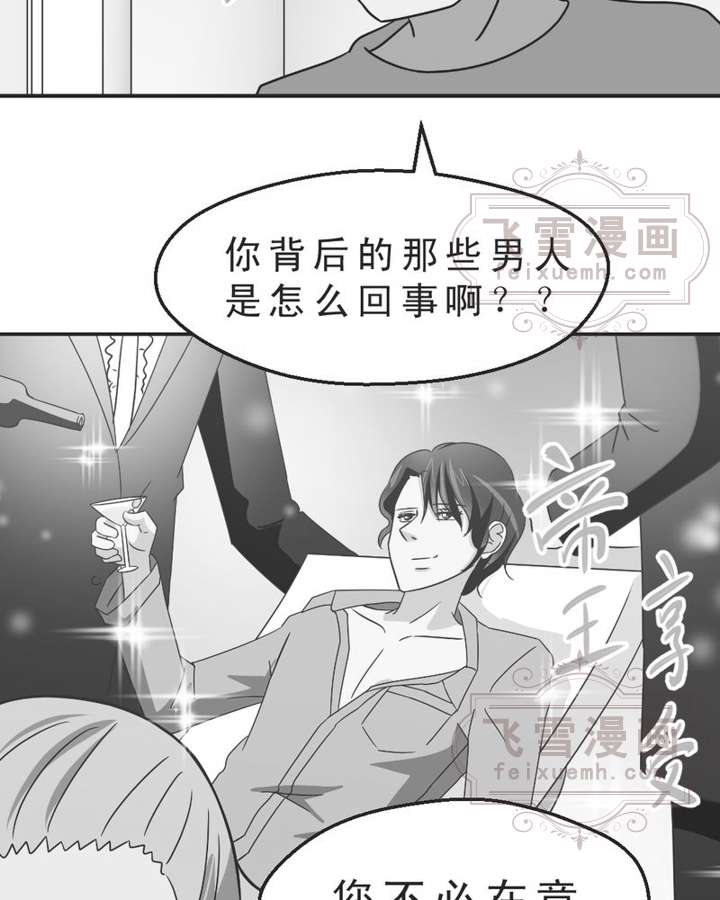 飞雪漫画
feixuemh.com
你背后的那些男人
是怎么回事啊？？
帝王
享受
飞雪漫画
feixuemh.com
您不必在意